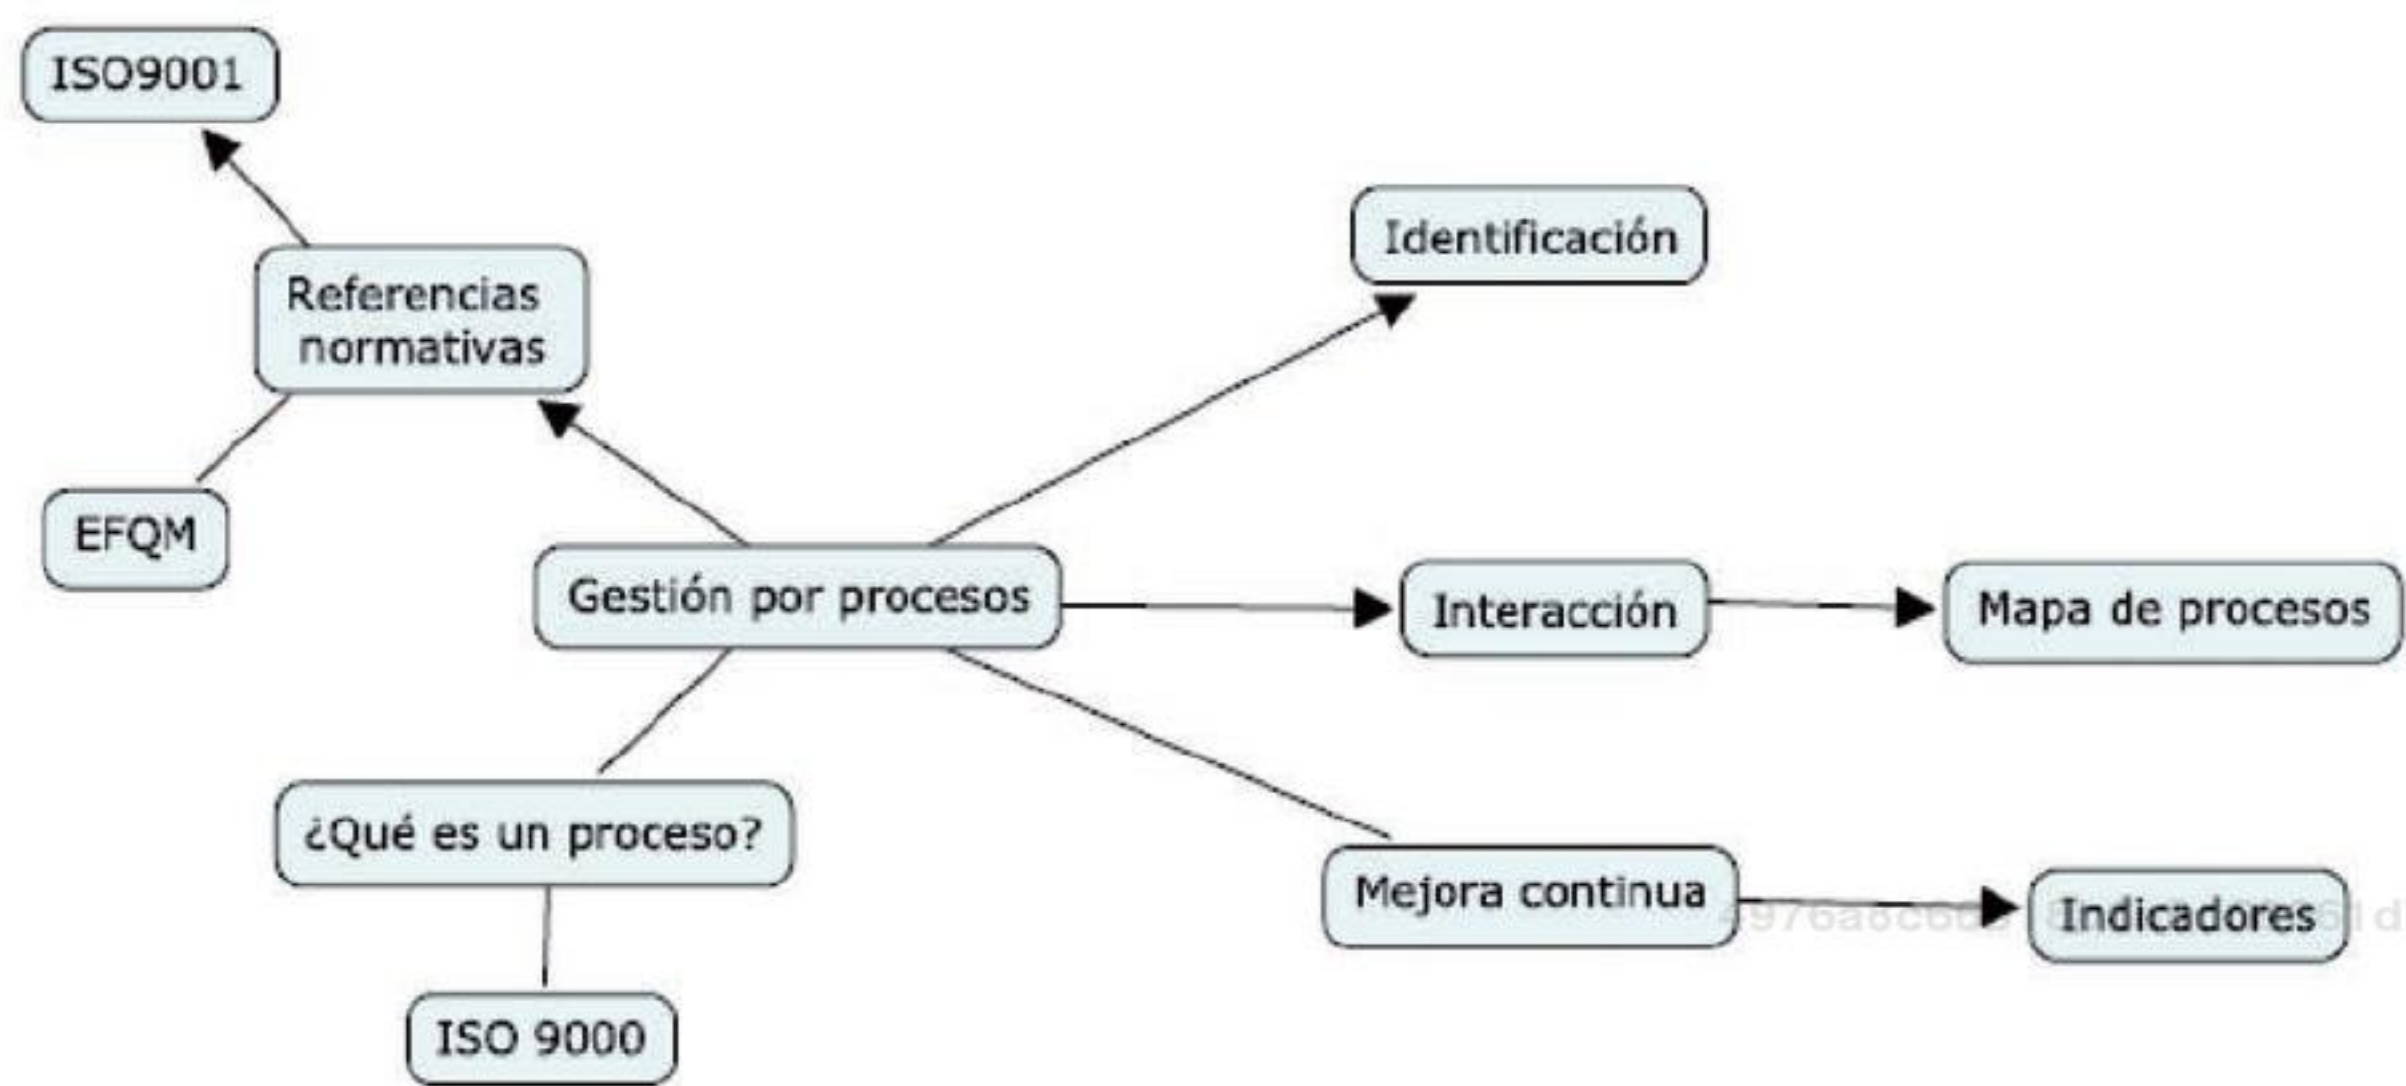 ISO9001
Identificación
Referencias
normativas
EFQM
Gestión por procesos
Interacción
Mapa de procesos
¿Qué es un proceso?
Mejora continua
Indicadores
ISO 9000